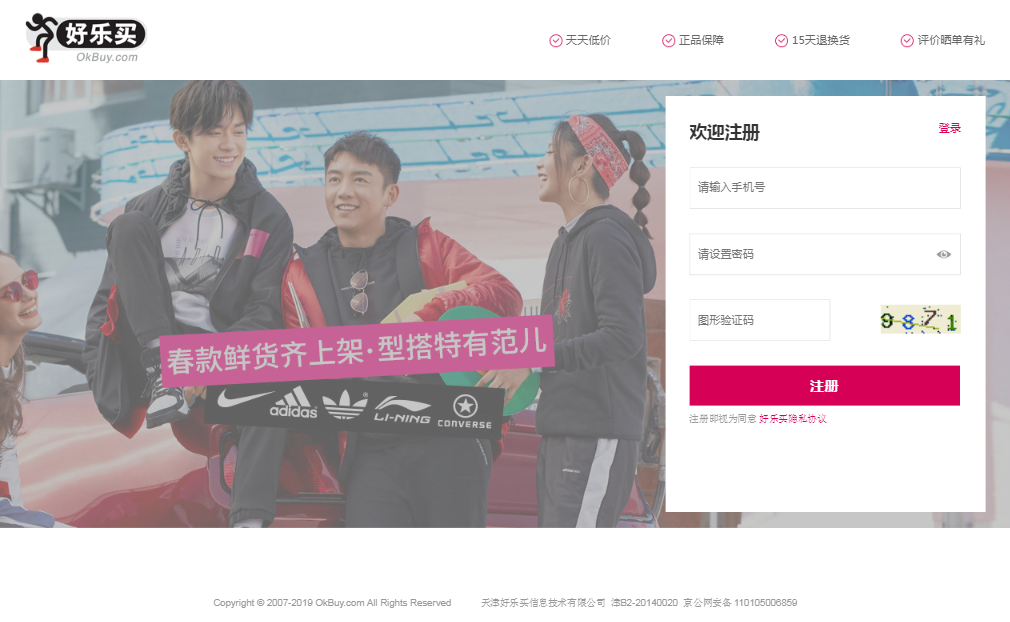 好乐买
OkBuy.com
天天低价
正品保障
15天退换货
评价晒单有礼
春款鲜货齐上架·型搭特有范儿
adidas
LI-NING
CONVERSE
欢迎注册
登录
请输入手机号
请设置密码
图形验证码
9871
注册
注册即视为同意 好乐买隐私协议
Copyright © 2007-2019 OkBuy.com All Rights Reserved
天津好乐买信息技术有限公司 津B2-20140020 京公网安备 110105006859